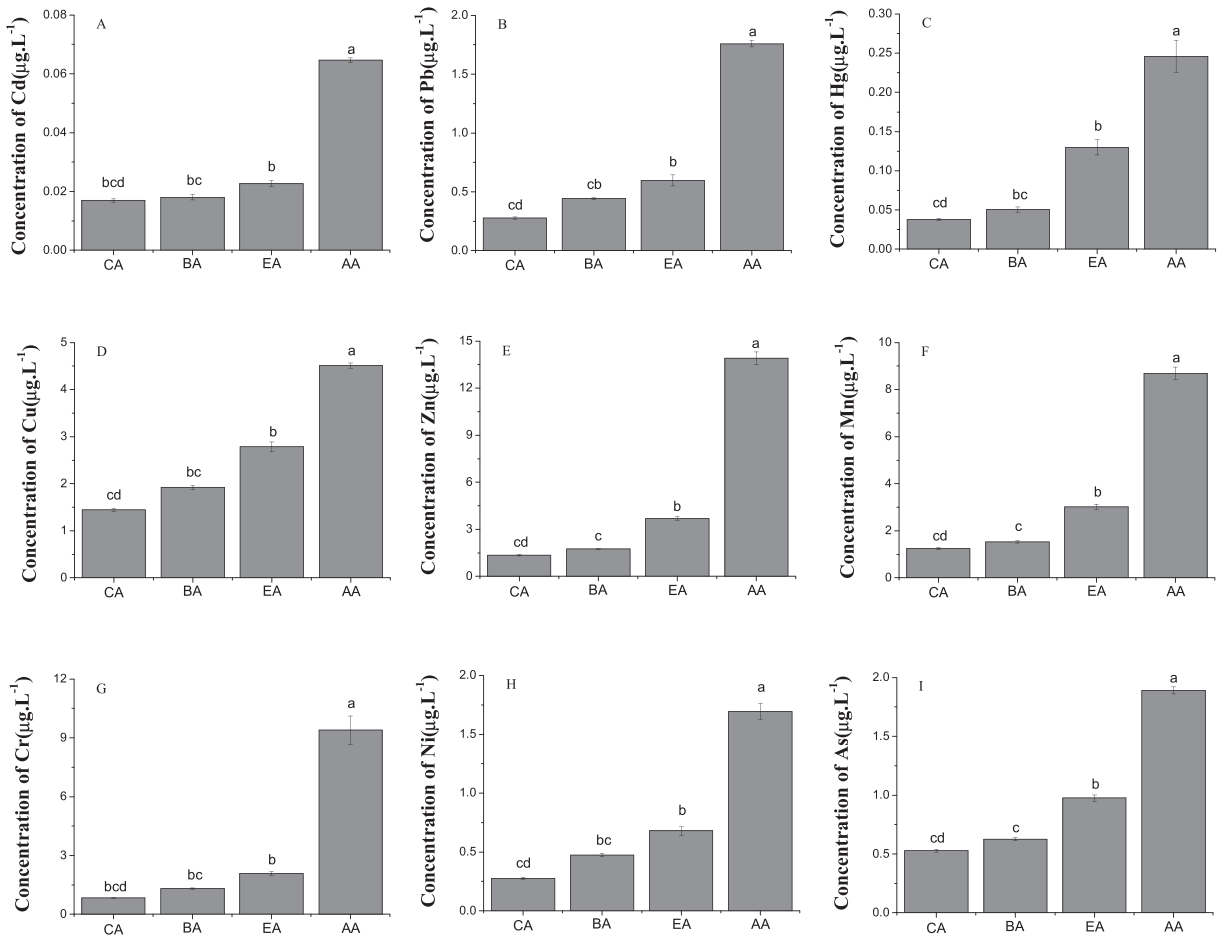 A
Concentration of Cd(μg.L-1)
0.08
0.06
0.04
0.02
0.00
bcd
bc
b
a
CA BA EA AA
B
Concentration of Pb(μg.L-1)
2.0
1.5
1.0
0.5
0.0
cd
cb
b
a
CA BA EA AA
C
Concentration of Hg(μg.L-1)
0.30
0.25
0.20
0.15
0.10
0.05
0.00
cd
bc
b
a
CA BA EA AA
D
Concentration of Cu(μg.L-1)
5
4
3
2
1
0
cd
bc
b
a
CA BA EA AA
E
Concentration of Zn(μg.L-1)
15
12
9
6
3
0
cd
c
b
a
CA BA EA AA
F
Concentration of Mn(μg.L-1)
10
8
6
4
2
0
cd
c
b
a
CA BA EA AA
G
Concentration of Cr(μg.L-1)
12
9
6
3
0
bcd
bc
b
a
CA BA EA AA
H
Concentration of Ni(μg.L-1)
2.0
1.5
1.0
0.5
0.0
cd
bc
b
a
CA BA EA AA
I
Concentration of As(μg.L-1)
2.0
1.5
1.0
0.5
0.0
cd
c
b
a
CA BA EA AA